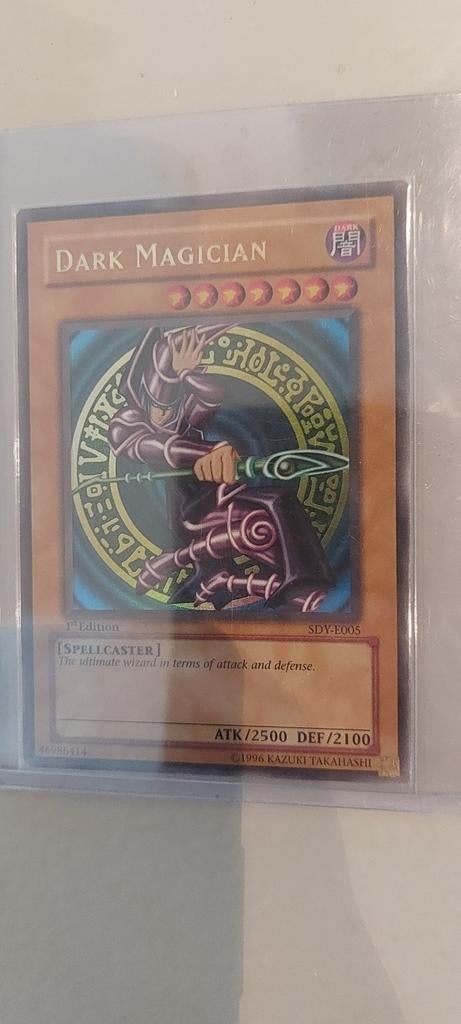 DARK MAGICIAN
DARK
闇
1st Edition
SDY-E005
[SPELLCASTER]
The ultimate wizard in terms of attack and defense.
ATK/2500 DEF/2100
46986414
©1996 KAZUKI TAKAHASHI